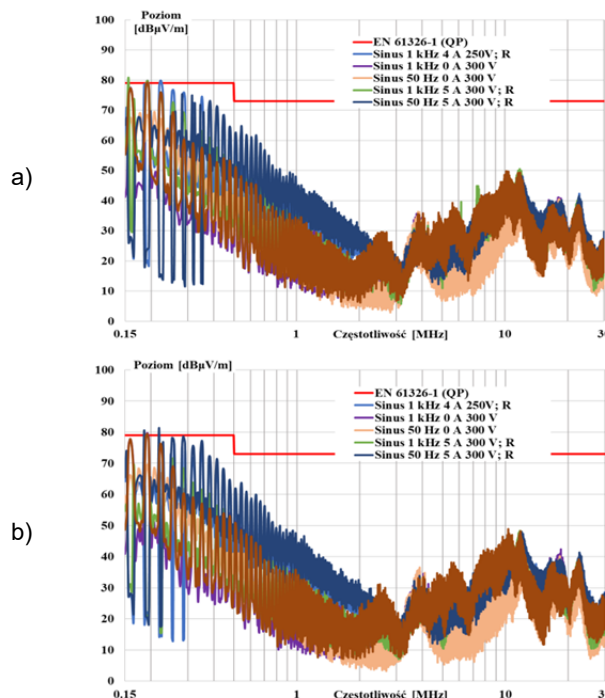 a)
Poziom
[dBµV/m]
100
90
80
70
60
50
40
30
20
10
0
EN 61326-1 (QP)
Sinus 1 kHz 4 A 250V; R
Sinus 1 kHz 0 A 300 V
Sinus 50 Hz 0 A 300 V
Sinus 1 kHz 5 A 300 V; R
Sinus 50 Hz 5 A 300 V; R
0.15
1
Częstotliwość [MHz]
10
b)
Poziom [dBµV/m]
100
90
80
70
60
50
40
30
20
10
0
EN 61326-1 (QP)
Sinus 1 kHz 4 A 250V; R
Sinus 1 kHz 0 A 300 V
Sinus 50 Hz 0 A 300 V
Sinus 1 kHz 5 A 300 V; R
Sinus 50 Hz 5 A 300 V; R
0.15
1
Częstotliwość [MHz]
10